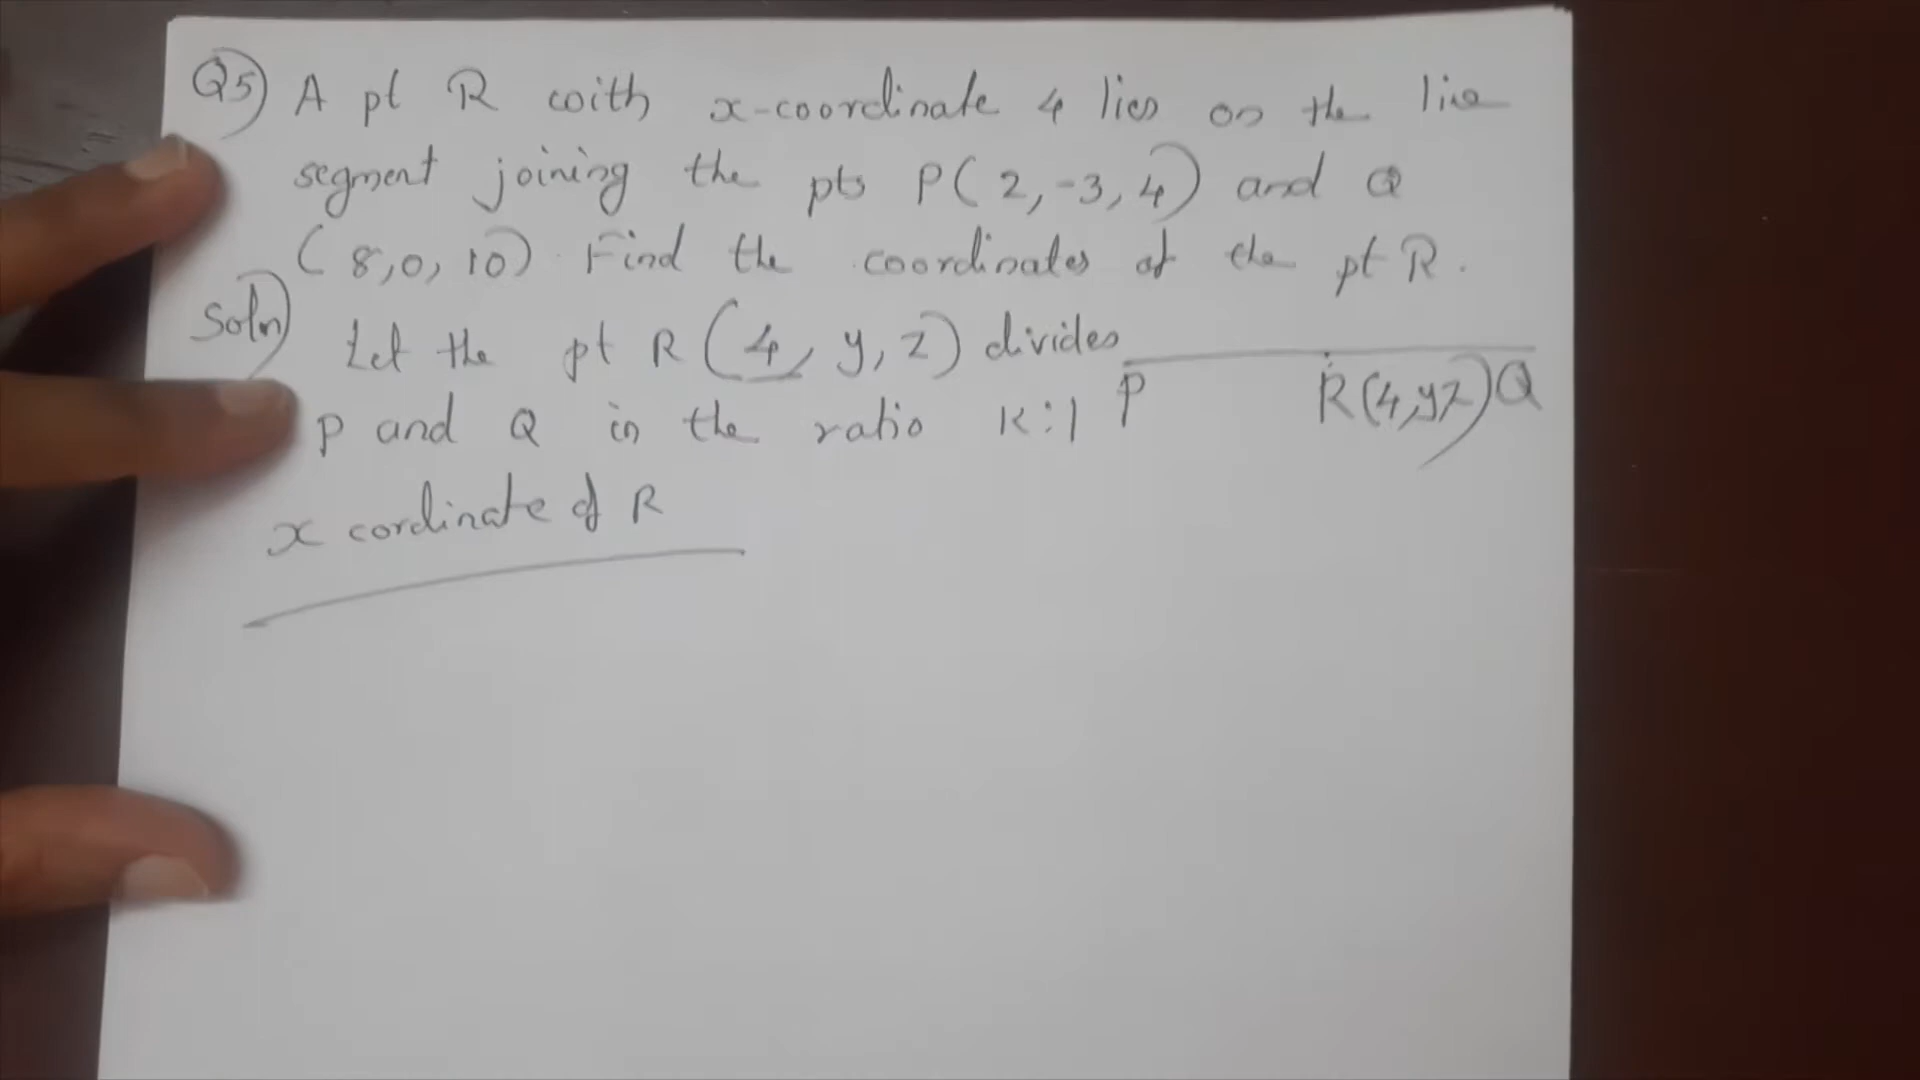 Q5) A pt R with x-coordinate 4 lies on the line
segment joining the pts P(2,-3,4) and Q
(8,0,10) Find the coordinates of the pt R.
Soln) Let the pt R (4, y, z) divides
P and Q in the ratio K:1
P R(4,yz) Q
x cordinate of R